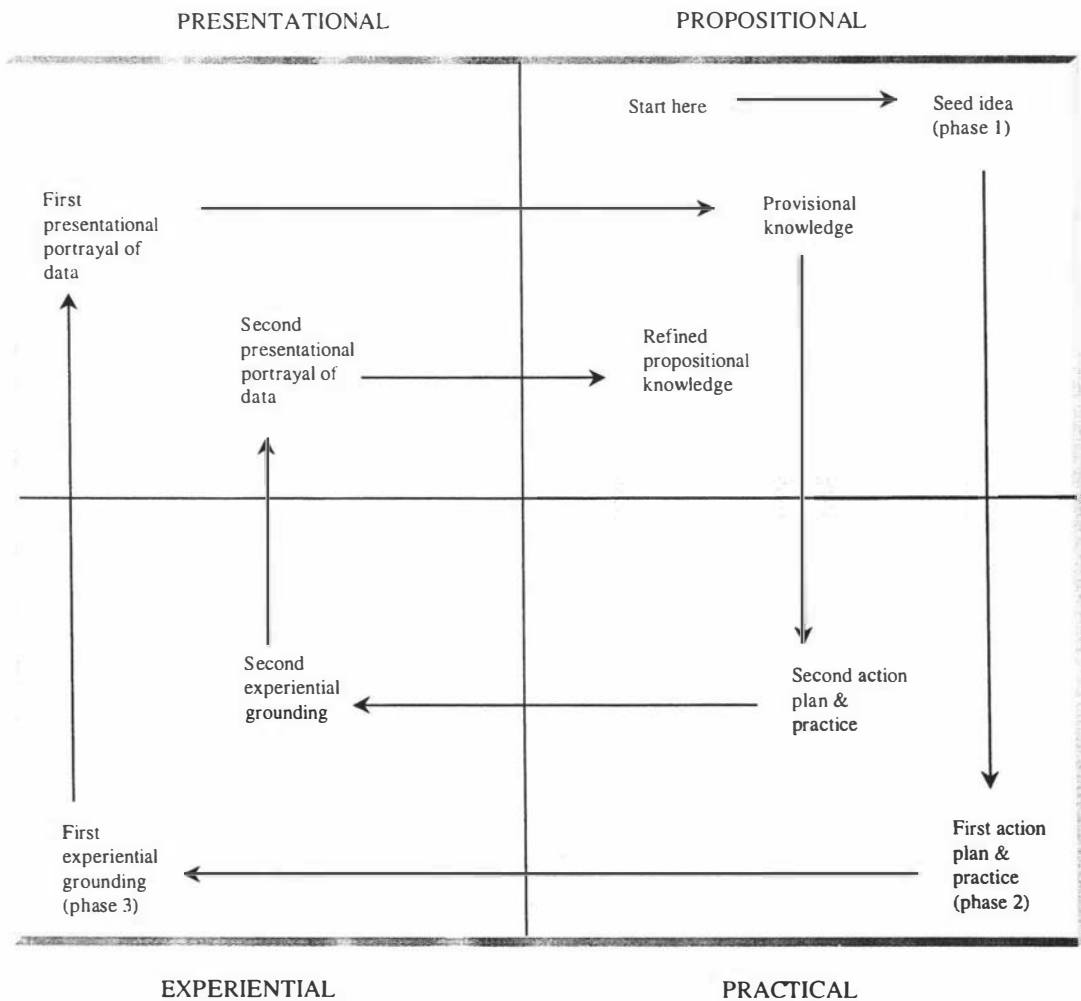 PRESENTATIONAL
PROPOSITIONAL
Start here
Seed idea
(phase 1)
First
presentational
portrayal of
data
Provisional
knowledge
Second
presentational
portrayal of
data
Refined
propositional
knowledge
Second
experiential
grounding
Second action
plan &
practice
First
experiential
grounding
(phase 3)
First action
plan &
practice
(phase 2)
EXPERIENTIAL
PRACTICAL